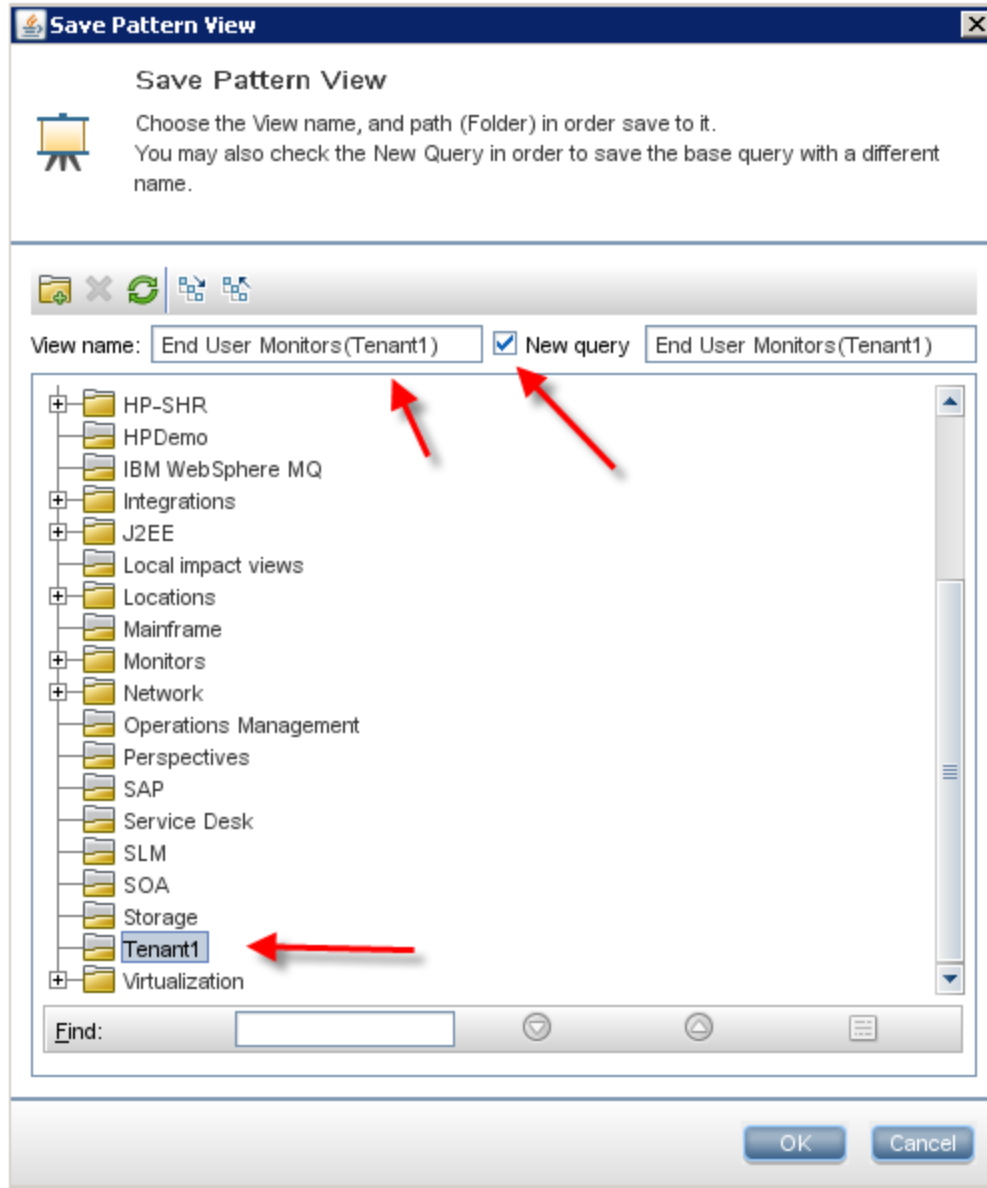 Save Pattern View
Save Pattern View
Choose the View name, and path (Folder) in order save to it.
You may also check the New Query in order to save the base query with a different
name.
View name: End User Monitors(Tenant1) New query End User Monitors(Tenant1)
HP-SHR
HPDemo
IBM WebSphere MQ
Integrations
J2EE
Local impact views
Locations
Mainframe
Monitors
Network
Operations Management
Perspectives
SAP
Service Desk
SLM
SOA
Storage
Tenant1
Virtualization
Find:
OK Cancel